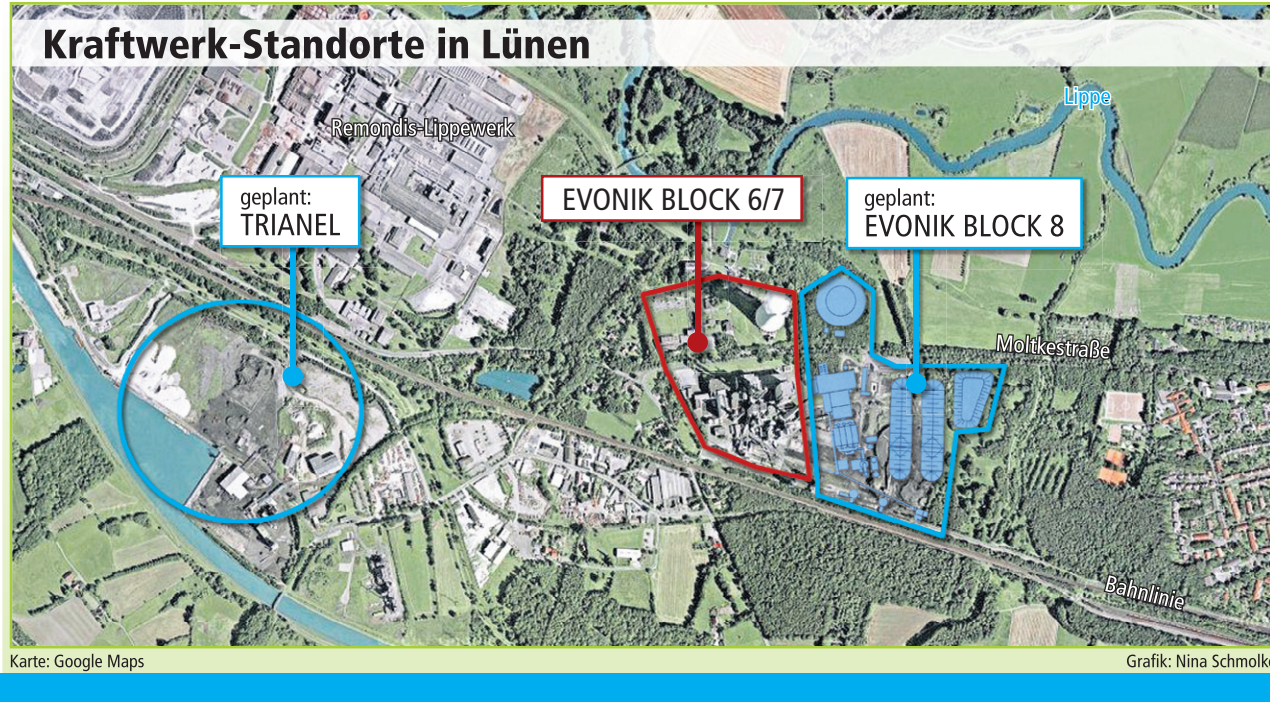 Kraftwerk-Standorte in Lünen
Lippe
Remondis-Lippewerk
geplant:
TRIANEL
EVONIK BLOCK 6/7
geplant:
EVONIK BLOCK 8
Moltkestraße
Bahnlinie
Karte: Google Maps
Grafik: Nina Schmolke